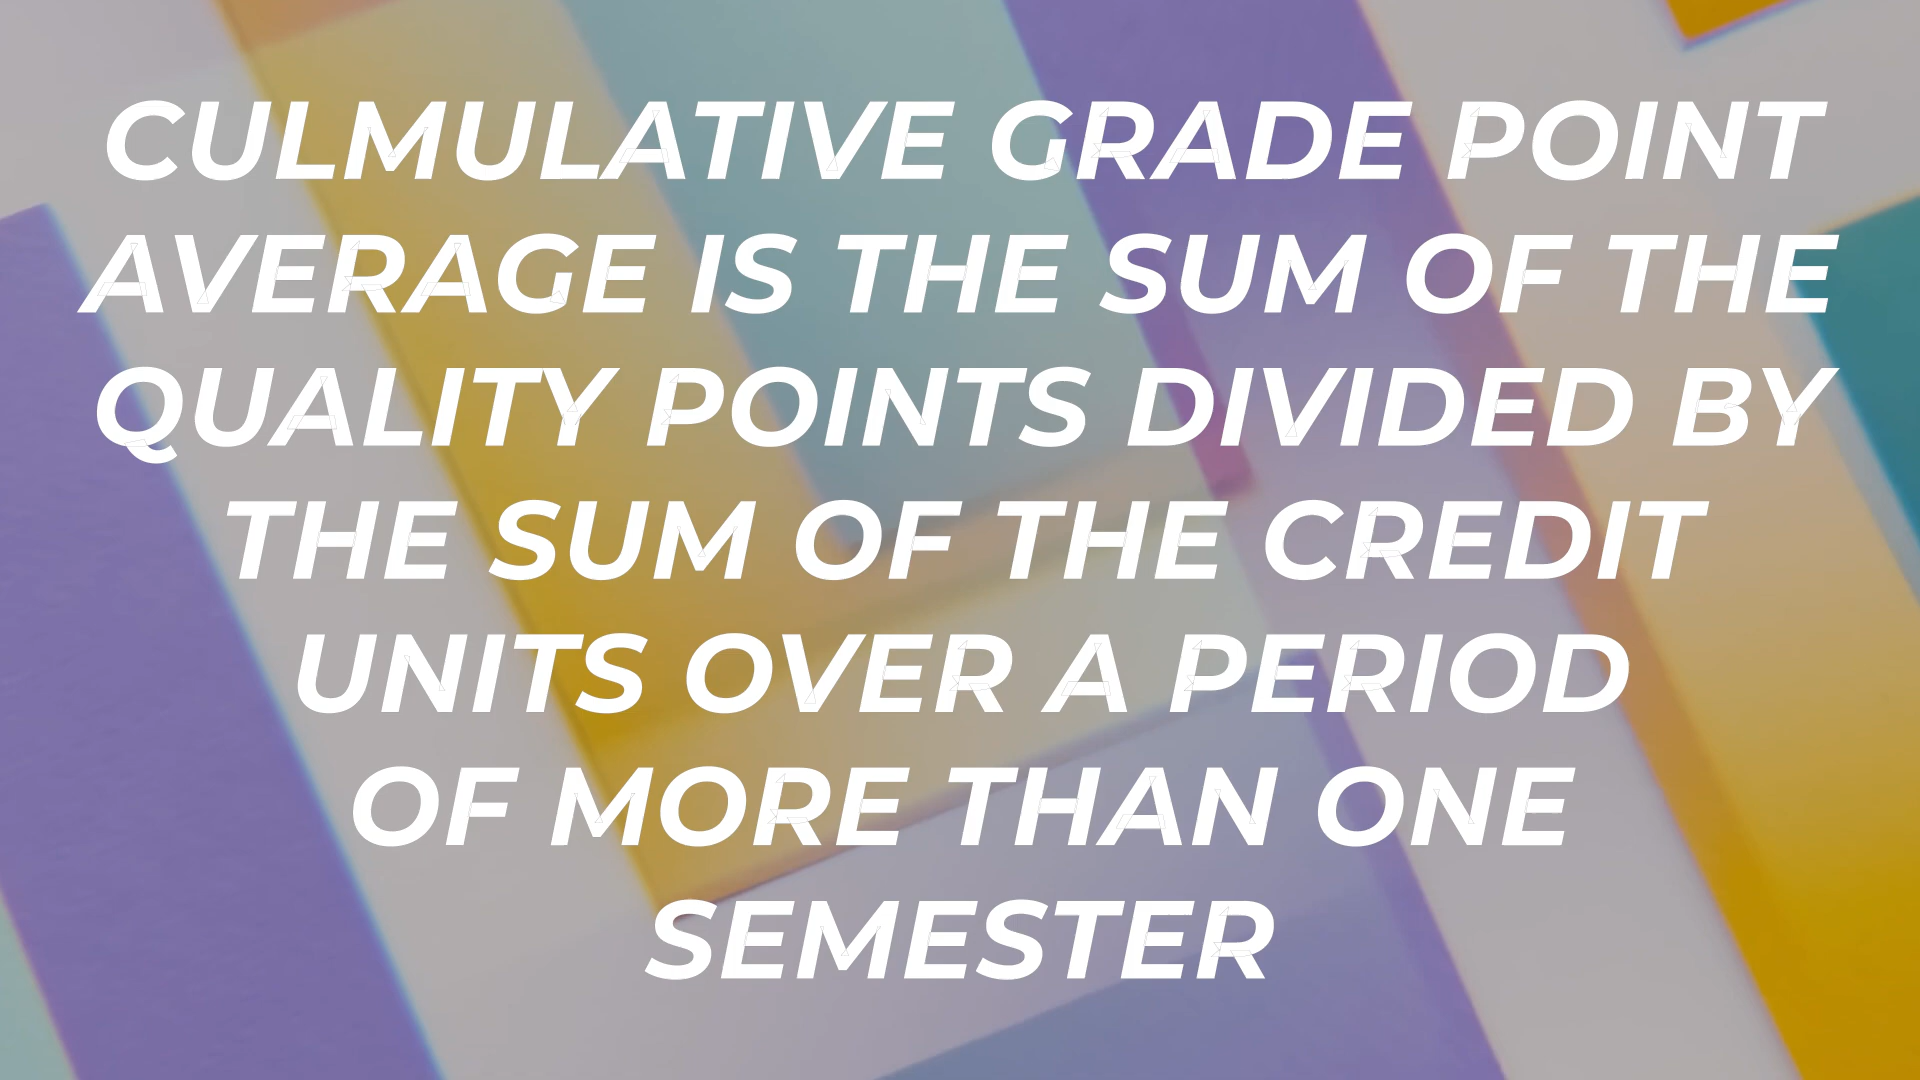 CULMULATIVE GRADE POINT
AVERAGE IS THE SUM OF THE
QUALITY POINTS DIVIDED BY
THE SUM OF THE CREDIT
UNITS OVER A PERIOD
OF MORE THAN ONE
SEMESTER